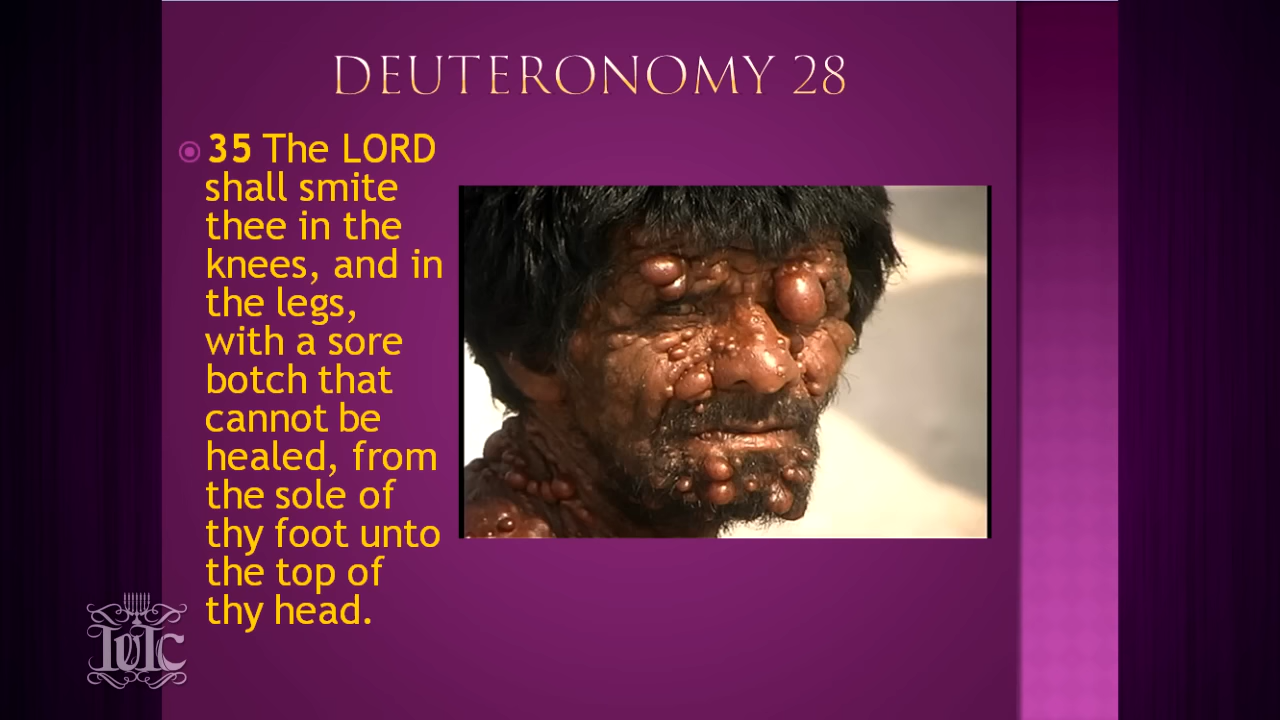 DEUTERONOMY 28
35 The LORD
shall smite
thee in the
knees, and in
the legs,
with a sore
botch that
cannot be
healed, from
the sole of
thy foot unto
the top of
thy head.
IUIC